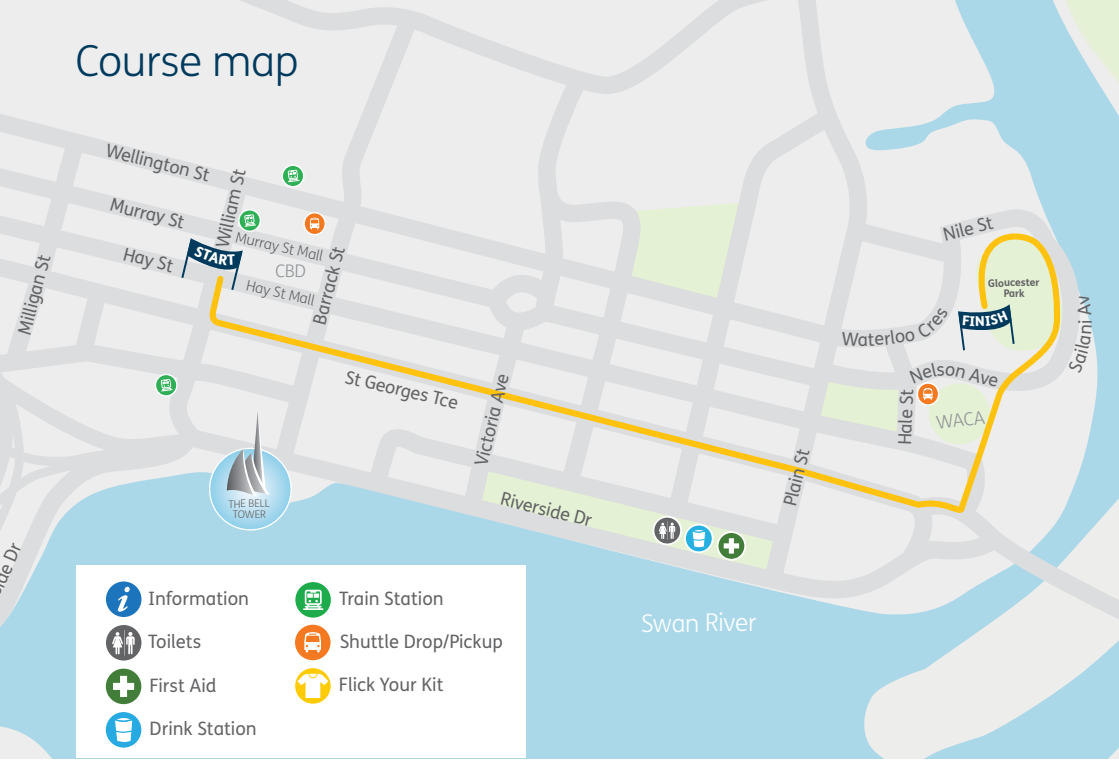 Course map
Wellington St
Murray St
William St
Murray St Mall
START
CBD
Hay St
Hay St Mall
Barrack St
Milligan St
Nile St
Gloucester
Park
FINISH
Waterloo Cres
Sailani Av
Nelson Ave
Hale St
WACA
St Georges Tce
Victoria Ave
Plain St
Riverside Dr
THE BELL
TOWER
ide Dr
Swan River
Information
Toilets
First Aid
Drink Station
Train Station
Shuttle Drop/Pickup
Flick Your Kit